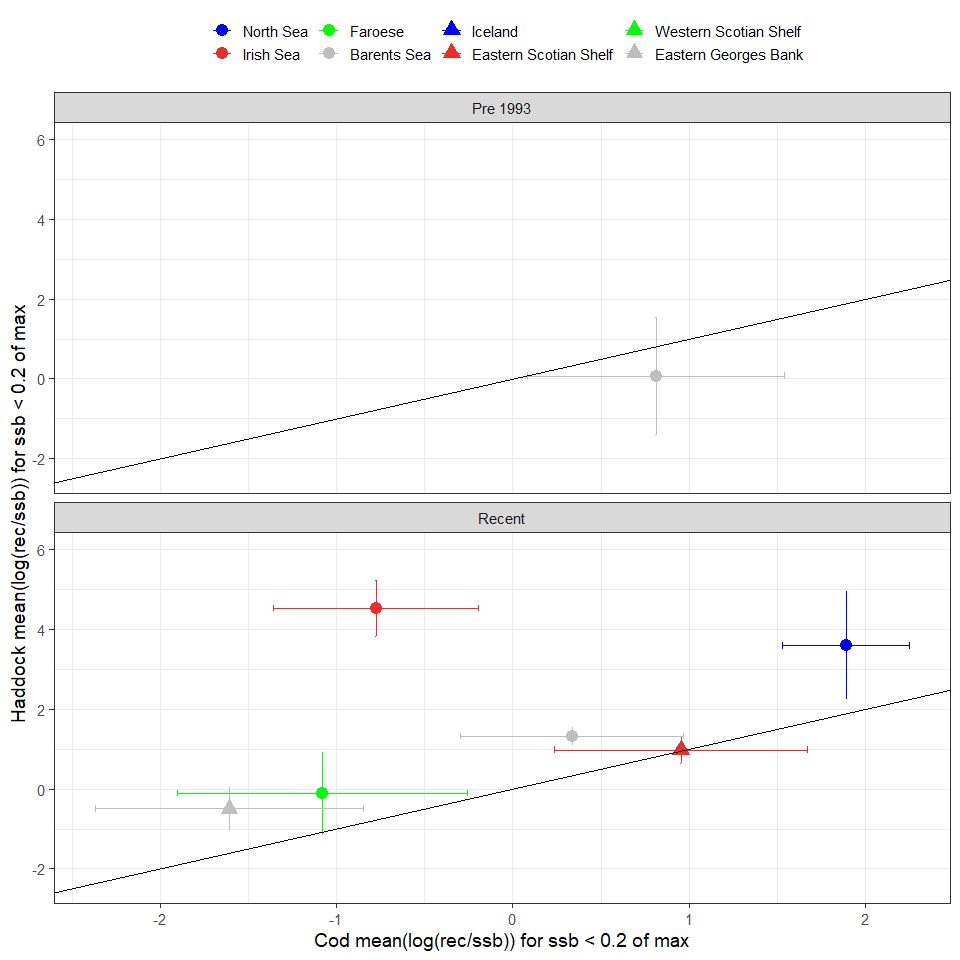 North Sea Faroese Iceland Western Scotian Shelf
Irish Sea Barents Sea Eastern Scotian Shelf Eastern Georges Bank
Pre 1993
6
4
2
0
-2
Recent
6
4
2
0
-2
-2 -1 0 1 2
Cod mean(log(rec/ssb)) for ssb < 0.2 of max
Haddock mean(log(rec/ssb)) for ssb < 0.2 of max